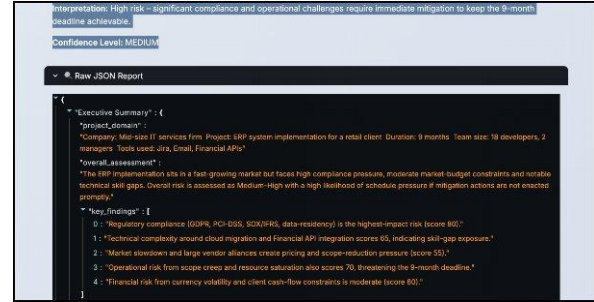 Interpretation: High risk – significant compliance and operational challenges require immediate mitigation to keep the 9-month
deadline achievable.
Confidence Level: MEDIUM
Raw JSON Report
{
"Executive Summary" : {
"project_domain" :
"Company: Mid-size IT services firm Project: ERP system implementation for a retail client Duration: 9 months Team size: 18 developers, 2
managers Tools used: Jira, Email, Financial APIs"
"overall_assessment" :
"The ERP implementation sits in a fast-growing market but faces high compliance pressure, moderate market-budget constraints and notable
technical skill gaps. Overall risk is assessed as Medium-High with a high likelihood of schedule pressure if mitigation actions are not enacted
promptly."
"key_findings" : [
0 : "Regulatory compliance (GDPR, PCI-DSS, SOX/IFRS, data-residency) is the highest-impact risk (score 80)."
1 : "Technical complexity around cloud migration and Financial API integration scores 65, indicating skill-gap exposure."
2 : "Market slowdown and large vendor alliances create pricing and scope-reduction pressure (score 55)."
3 : "Operational risk from scope creep and resource saturation also scores 70, threatening the 9-month deadline."
4 : "Financial risk from currency volatility and client cash-flow constraints is moderate (score 60)."
]